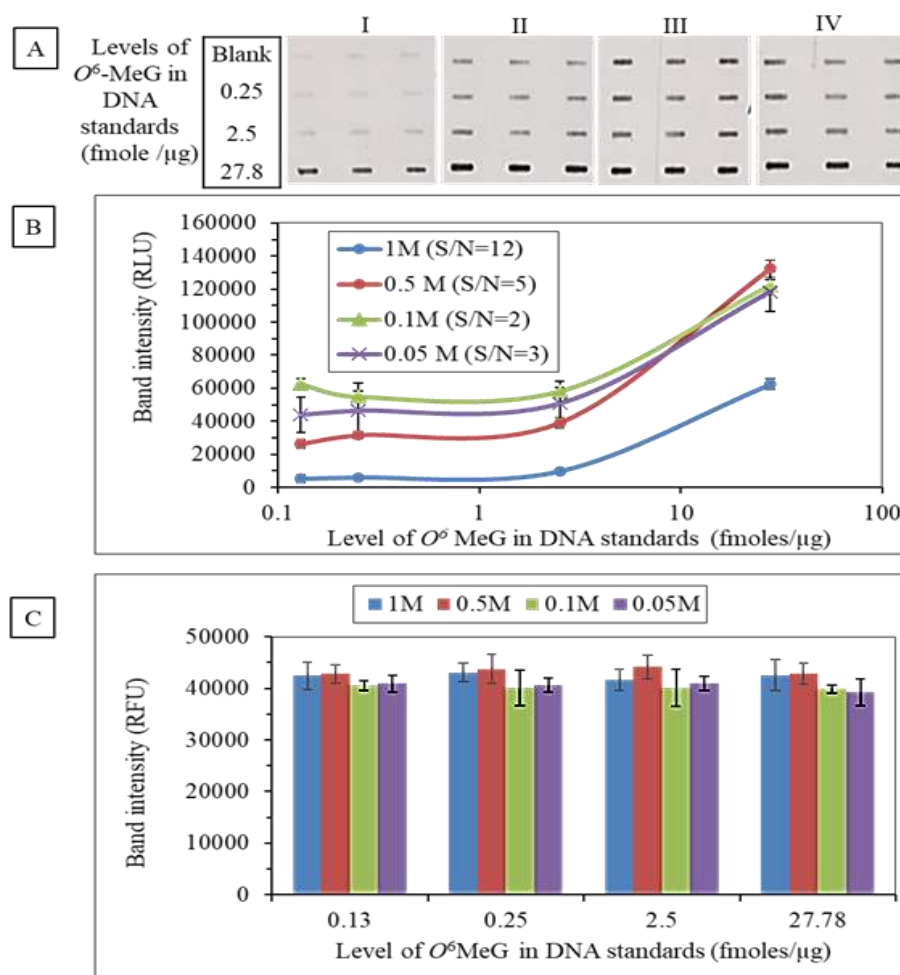 A
Levels of
O⁶-MeG in
DNA
standards
(fmole /µg)
Blank
0.25
2.5
27.8
I II III IV
B
160000
140000
120000
100000
80000
60000
40000
20000
0
Band intensity (RLU)
1M (S/N=12)
0.5 M (S/N=5)
0.1M (S/N=2)
0.05 M (S/N=3)
0.1 1 10 100
Level of O⁶ MeG in DNA standards (fmoles/µg)
C
1M 0.5M 0.1M 0.05M
50000
40000
30000
20000
10000
0
Band intensity (RFU)
0.13 0.25 2.5 27.78
Level of O⁶MeG in DNA standards (fmoles/µg)